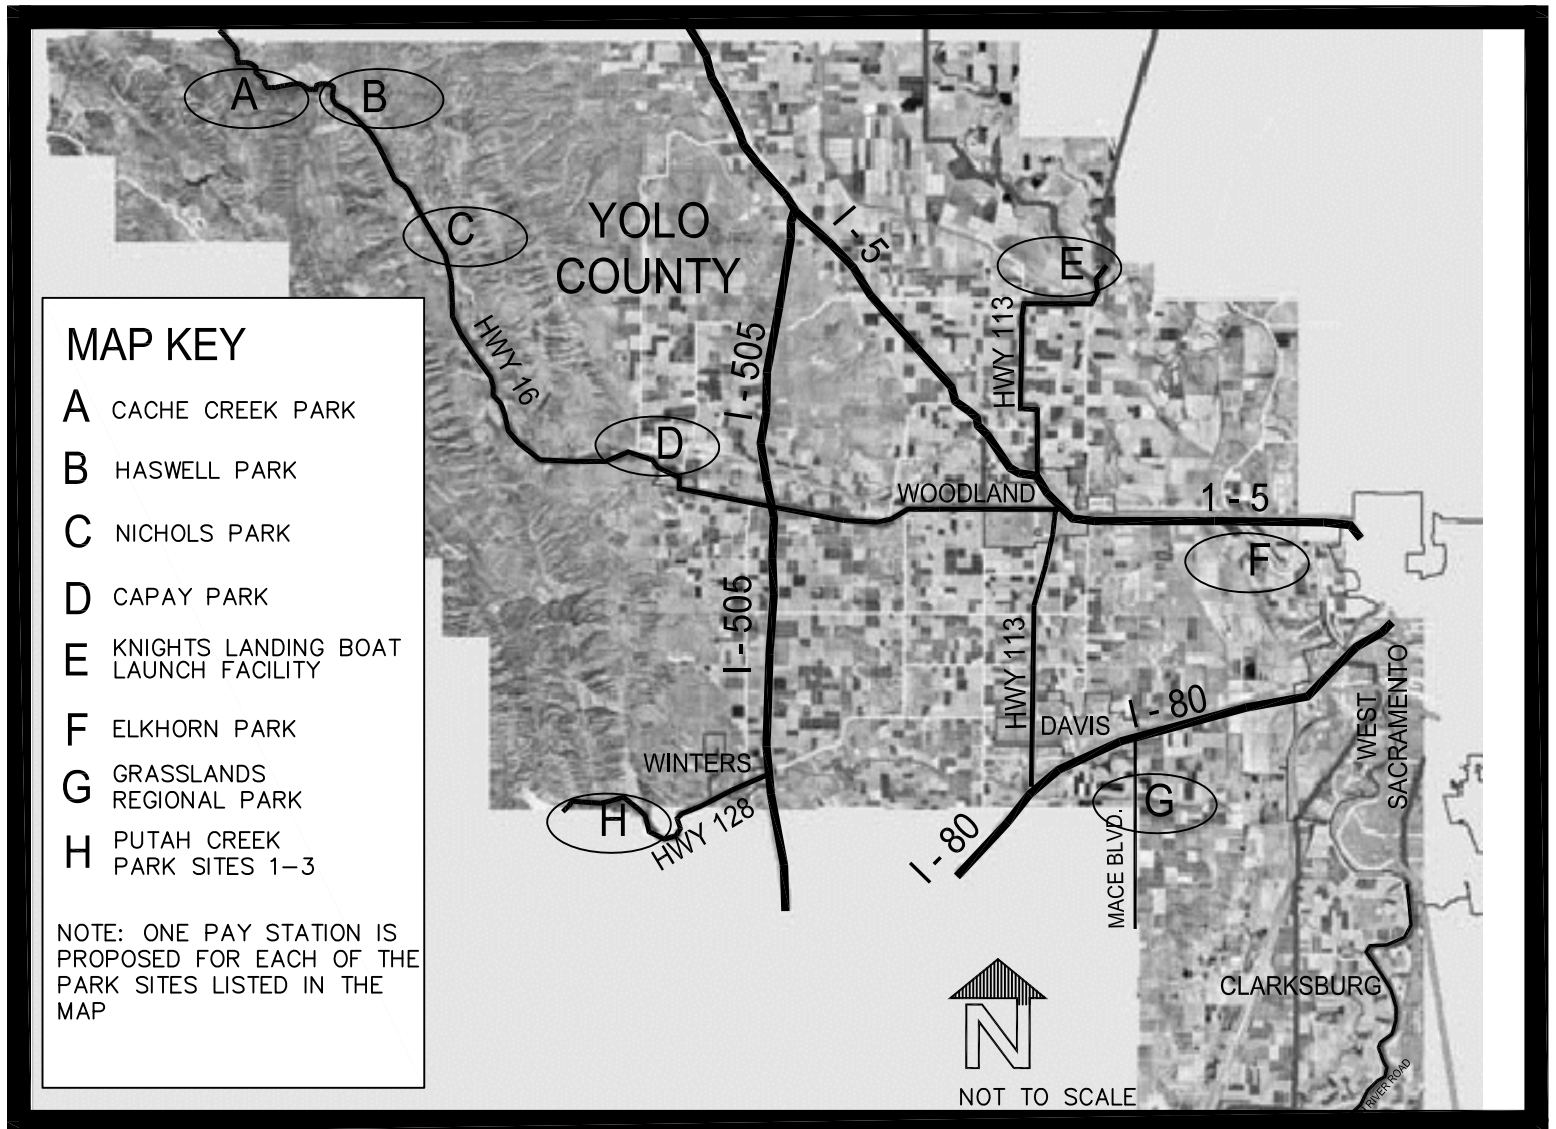 A
B
C
YOLO
COUNTY
I - 5
E
HWY 113
HWY 16
I - 505
D
WOODLAND
1 - 5
F
I - 505
HWY 113
DAVIS
I - 80
WEST
SACRAMENTO
WINTERS
H
HWY 128
I - 80
G
MACE BLVD.
CLARKSBURG
RIVER ROAD
N
NOT TO SCALE
MAP KEY
A CACHE CREEK PARK
B HASWELL PARK
C NICHOLS PARK
D CAPAY PARK
E KNIGHTS LANDING BOAT
LAUNCH FACILITY
F ELKHORN PARK
G GRASSLANDS
REGIONAL PARK
H PUTAH CREEK
PARK SITES 1-3
NOTE: ONE PAY STATION IS
PROPOSED FOR EACH OF THE
PARK SITES LISTED IN THE
MAP